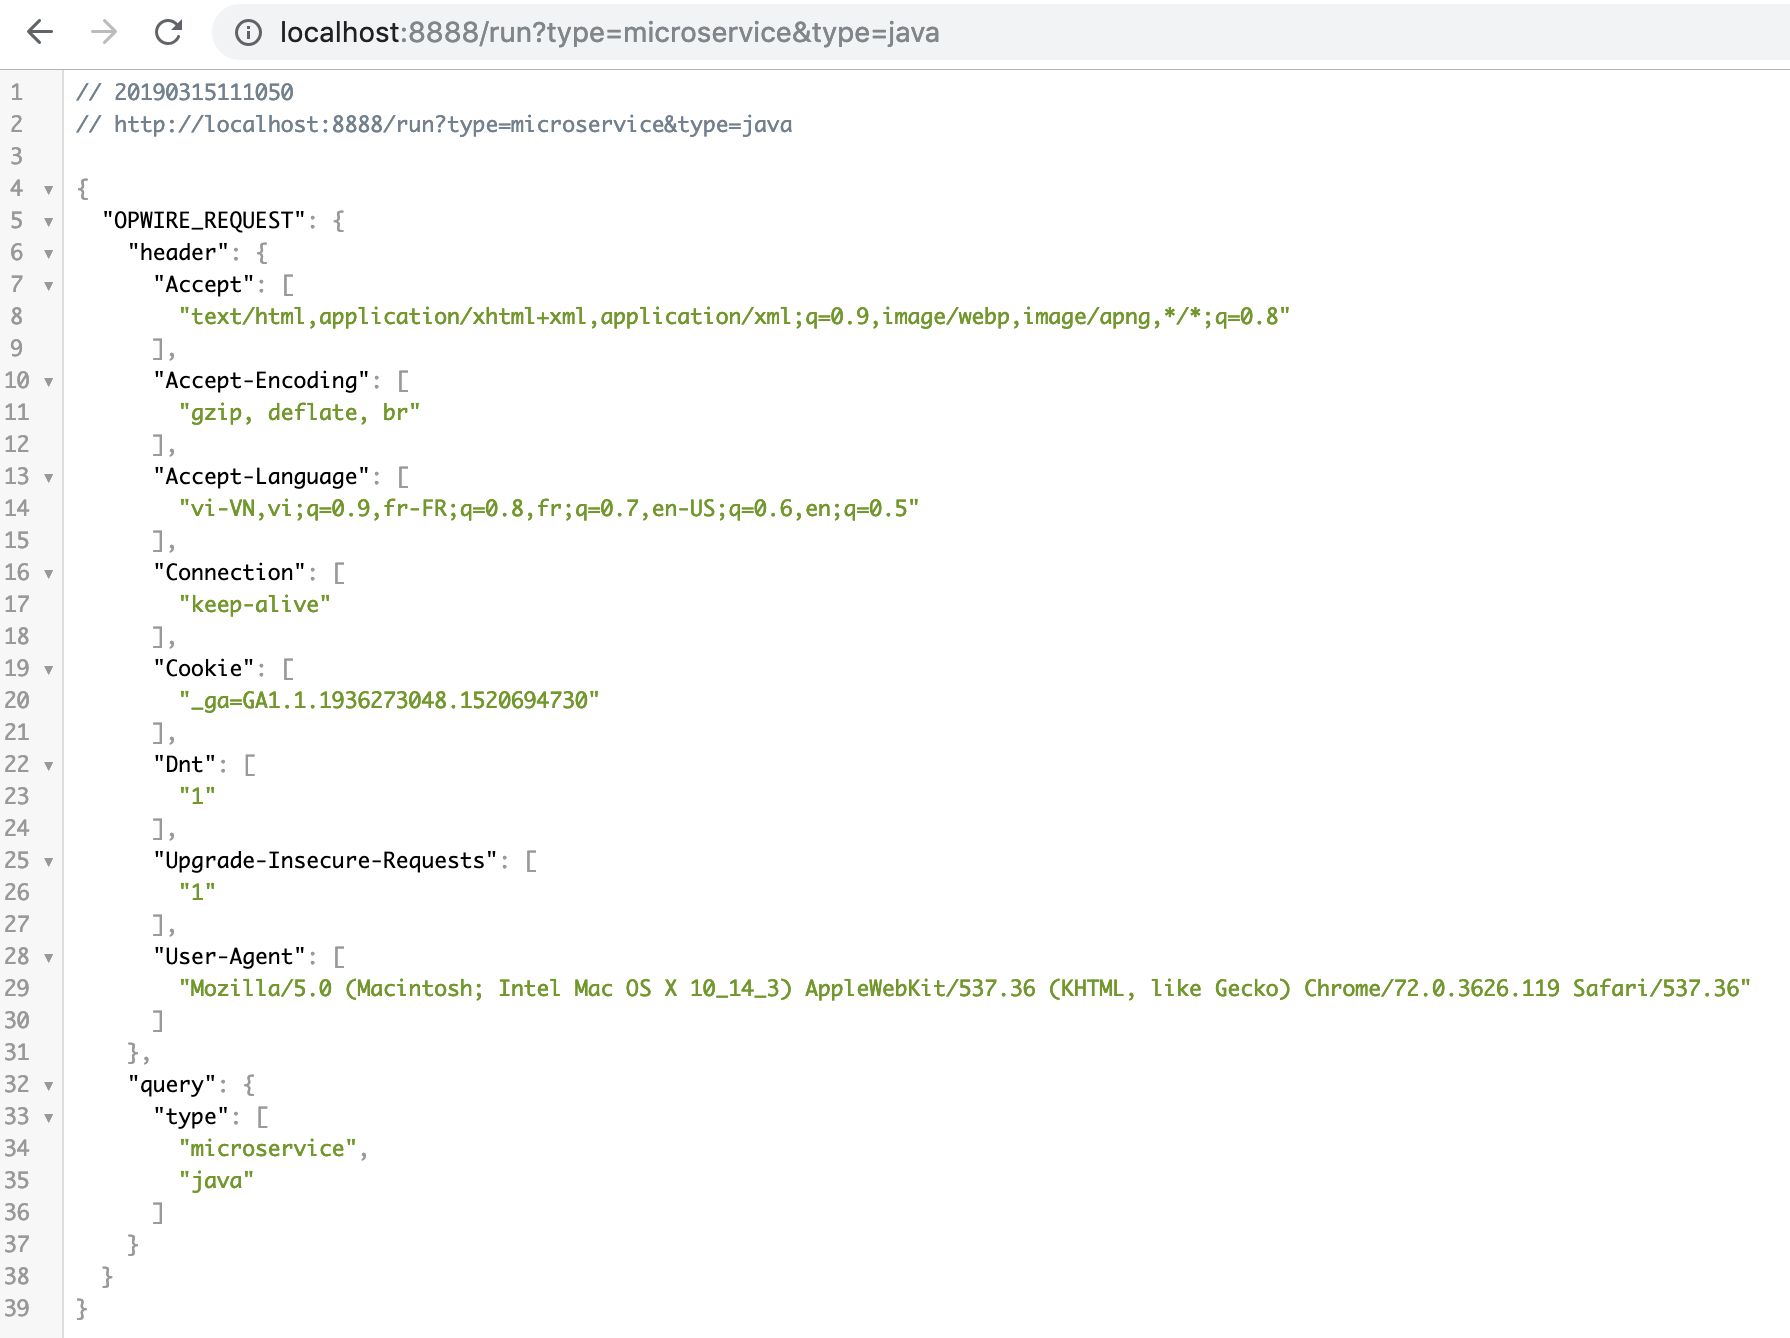 localhost:8888/run?type=microservice&type=java
1 // 20190315111050
2 // http://localhost:8888/run?type=microservice&type=java
3
4 {
5 "OPWIRE_REQUEST": {
6 "header": {
7 "Accept": [
8 "text/html,application/xhtml+xml,application/xml;q=0.9,image/webp,image/apng,*/*;q=0.8"
9 ],
10 "Accept-Encoding": [
11 "gzip, deflate, br"
12 ],
13 "Accept-Language": [
14 "vi-VN,vi;q=0.9,fr-FR;q=0.8,fr;q=0.7,en-US;q=0.6,en;q=0.5"
15 ],
16 "Connection": [
17 "keep-alive"
18 ],
19 "Cookie": [
20 "_ga=GA1.1.1936273048.1520694730"
21 ],
22 "Dnt": [
23 "1"
24 ],
25 "Upgrade-Insecure-Requests": [
26 "1"
27 ],
28 "User-Agent": [
29 "Mozilla/5.0 (Macintosh; Intel Mac OS X 10_14_3) AppleWebKit/537.36 (KHTML, like Gecko) Chrome/72.0.3626.119 Safari/537.36"
30 ]
31 },
32 "query": {
33 "type": [
34 "microservice",
35 "java"
36 ]
37 }
38 }
39 }